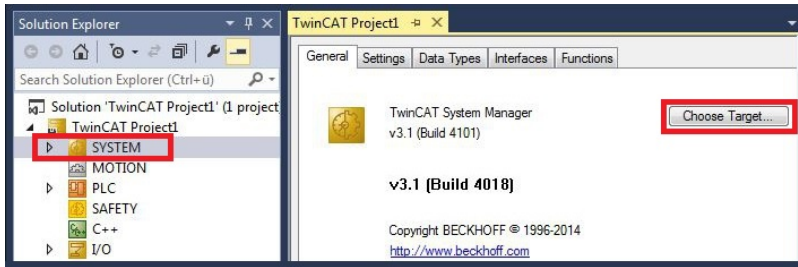 Solution Explorer
Search Solution Explorer (Ctrl+ü)
Solution 'TwinCAT Project1' (1 project
TwinCAT Project1
SYSTEM
MOTION
PLC
SAFETY
C++
I/O
TwinCAT Project1
General Settings Data Types Interfaces Functions
TwinCAT System Manager
v3.1 (Build 4101)
Choose Target...
v3.1 (Build 4018)
Copyright BECKHOFF © 1996-2014
http://www.beckhoff.com